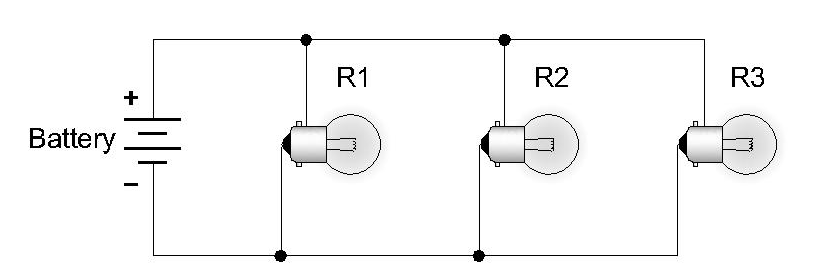 R1
R2
R3
+
Battery
–